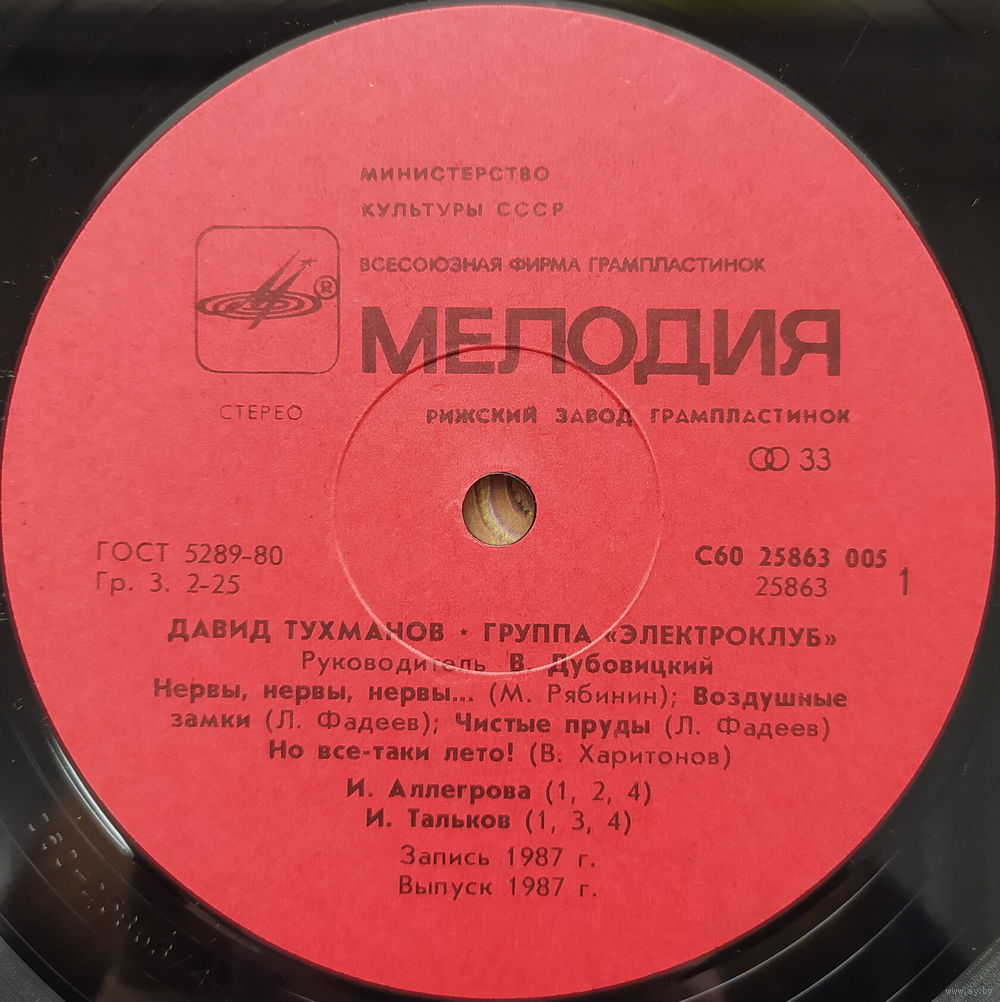 МИНИСТЕРСТВО
КУЛЬТУРЫ СССР
ВСЕСОЮЗНАЯ ФИРМА ГРАМПЛАСТИНОК
®
МЕЛОДИЯ
СТЕРЕО
РИЖСКИЙ ЗАВОД ГРАМПЛАСТИНОК
33
ГОСТ 5289-80
Гр. 3. 2-25
С60 25863 005
25863
1
ДАВИД ТУХМАНОВ • ГРУППА «ЭЛЕКТРОКЛУБ»
Руководитель В. Дубовицкий
Нервы, нервы, нервы... (М. Рябинин); Воздушные
замки (Л. Фадеев); Чистые пруды (Л. Фадеев)
Но все-таки лето! (В. Харитонов)
И. Аллегрова (1, 2, 4)
И. Тальков (1, 3, 4)
Запись 1987 г.
Выпуск 1987 г.
www.ay.by